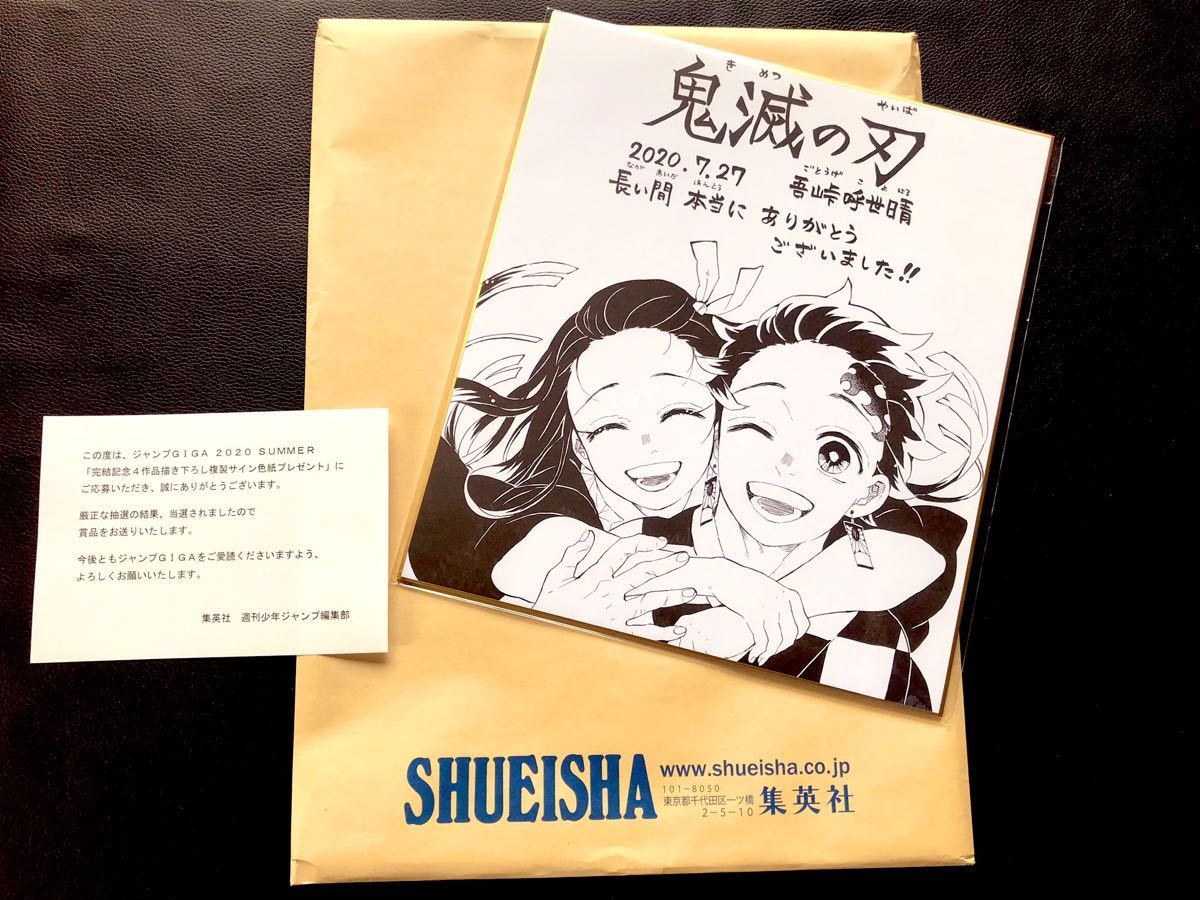 きめつ やいば
鬼滅の刃
2020.7.27
ごとうげ こよはる
吾峠呼世晴
ながあいだ ほんとう
長い間 本当に ありがとう
ございました!!
この度は、ジャンプGIGA 2020 SUMMER
「完結記念4作品描き下ろし複製サイン色紙プレゼント」に
ご応募いただき、誠にありがとうございます。
厳正な抽選の結果、当選されましたので
賞品をお送りいたします。
今後ともジャンプGIGAをご愛読くださいますよう、
よろしくお願いいたします。
集英社 週刊少年ジャンプ編集部
SHUEISHA
www.shueisha.co.jp
101-8050
東京都千代田区一ツ橋
2-5-10
集英社